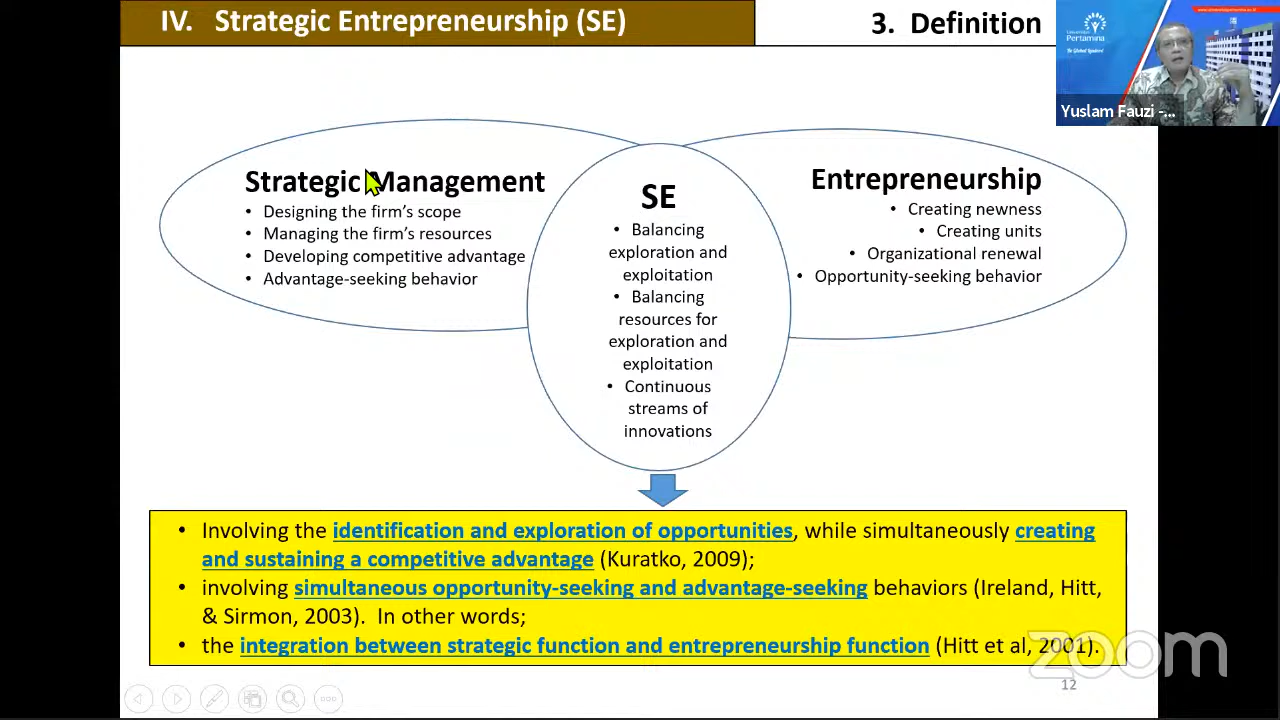 IV. Strategic Entrepreneurship (SE)
3. Definition
Universitas
Pertamina
Yuslam Fauzi -...
Strategic Management
• Designing the firm's scope
• Managing the firm's resources
• Developing competitive advantage
• Advantage-seeking behavior
SE
• Balancing
exploration and
exploitation
• Balancing
resources for
exploration and
exploitation
• Continuous
streams of
innovations
Entrepreneurship
• Creating newness
• Creating units
• Organizational renewal
• Opportunity-seeking behavior
• Involving the identification and exploration of opportunities, while simultaneously creating
and sustaining a competitive advantage (Kuratko, 2009);
• involving simultaneous opportunity-seeking and advantage-seeking behaviors (Ireland, Hitt,
& Sirmon, 2003). In other words;
• the integration between strategic function and entrepreneurship function (Hitt et al, 2001).
zoom
12